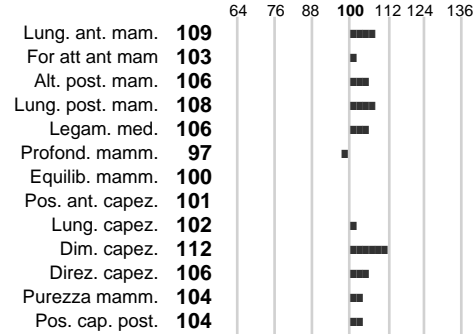 64 76 88 100 112 124 136
Lung. ant. mam. 109
For att ant mam 103
Alt. post. mam. 106
Lung. post. mam. 108
Legam. med. 106
Profond. mamm. 97
Equilib. mamm. 100
Pos. ant. capez. 101
Lung. capez. 102
Dim. capez. 112
Direz. capez. 106
Purezza mamm. 104
Pos. cap. post. 104